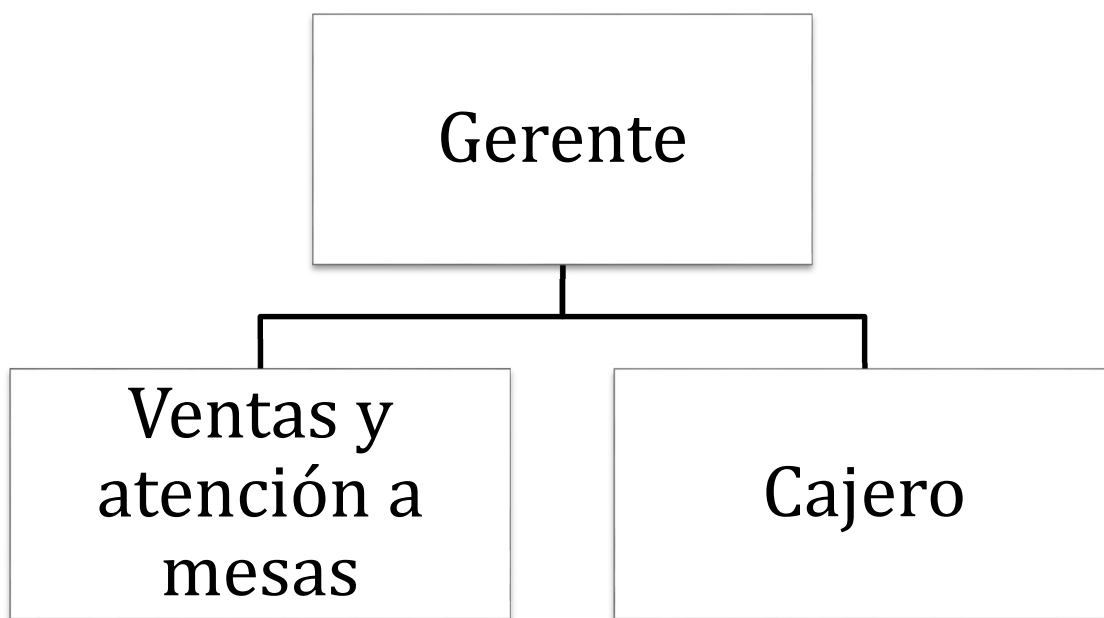 Gerente
Ventas y
atención a
mesas
Cajero